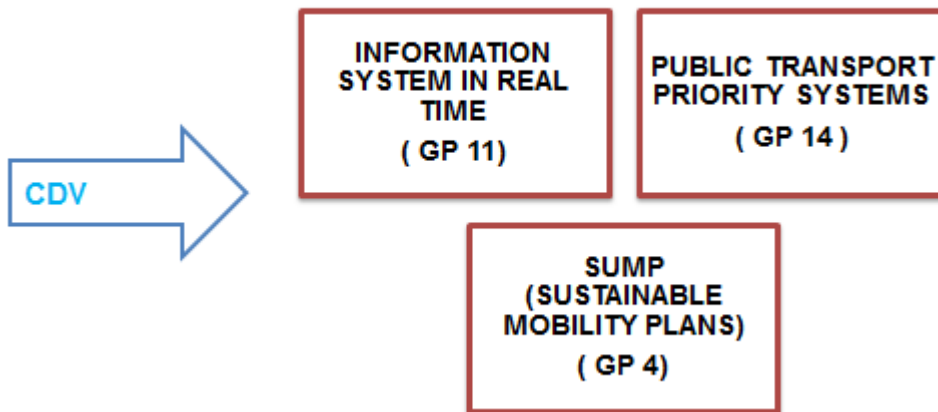 INFORMATION
SYSTEM IN REAL
TIME
( GP 11)
PUBLIC TRANSPORT
PRIORITY SYSTEMS
( GP 14 )
CDV
SUMP
(SUSTAINABLE
MOBILITY PLANS)
( GP 4)